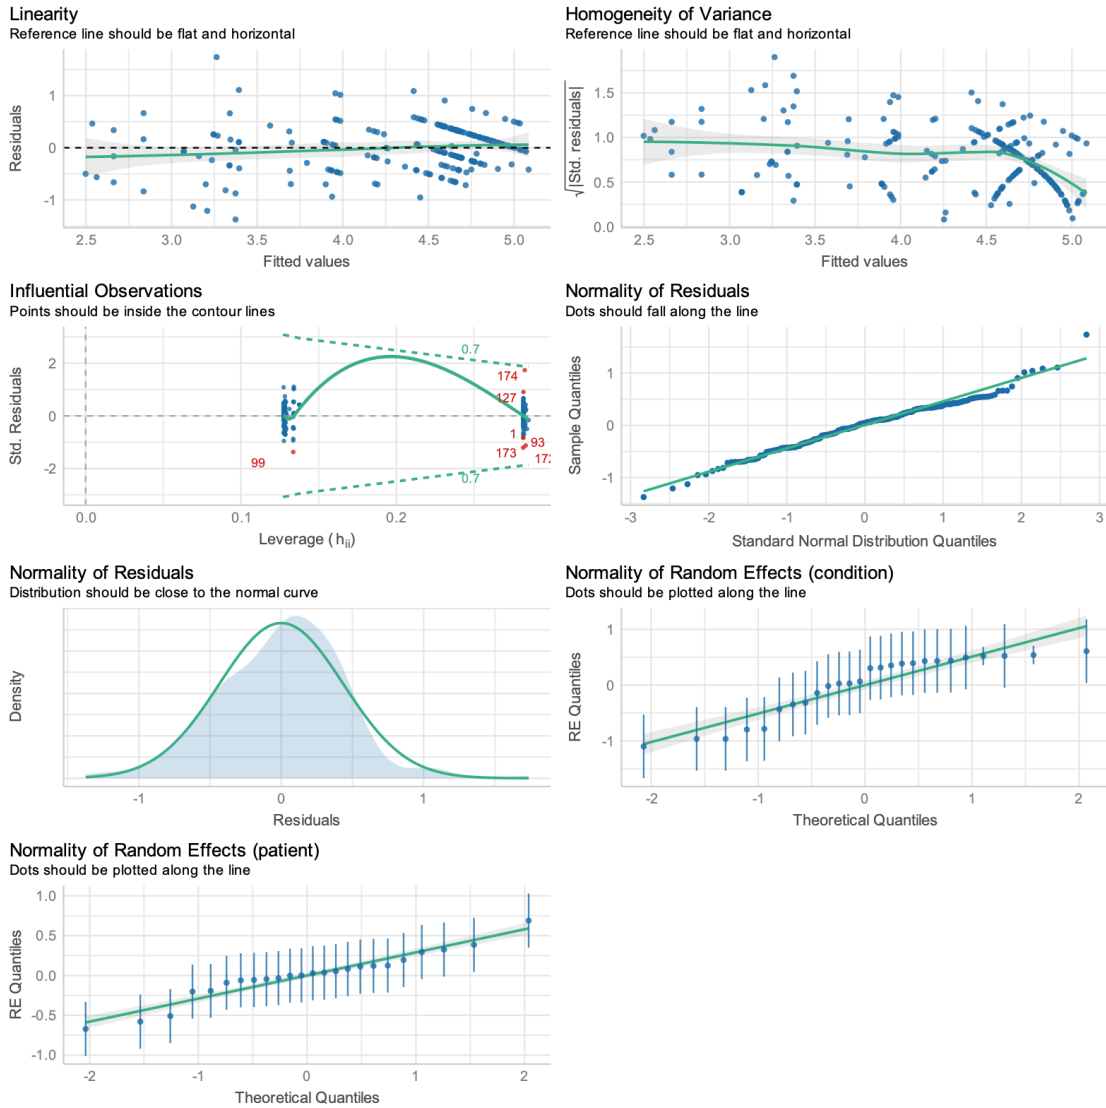 Linearity
Reference line should be flat and horizontal
Residuals
1
0
-1
2.5 3.0 3.5 4.0 4.5 5.0
Fitted values
Homogeneity of Variance
Reference line should be flat and horizontal
√|Std. residuals|
1.5
1.0
0.5
0.0
2.5 3.0 3.5 4.0 4.5 5.0
Fitted values
Influential Observations
Points should be inside the contour lines
Std. Residuals
2
0
-2
0.7
174
127
1
93
173
172
99
0.7
0.0 0.1 0.2
Leverage (hii)
Normality of Residuals
Dots should fall along the line
Sample Quantiles
1
0
-1
-3 -2 -1 0 1 2 3
Standard Normal Distribution Quantiles
Normality of Residuals
Distribution should be close to the normal curve
Density
-1 0 1
Residuals
Normality of Random Effects (condition)
Dots should be plotted along the line
RE Quantiles
1
0
-1
-2 -1 0 1 2
Theoretical Quantiles
Normality of Random Effects (patient)
Dots should be plotted along the line
RE Quantiles
1.0
0.5
0.0
-0.5
-1.0
-2 -1 0 1 2
Theoretical Quantiles